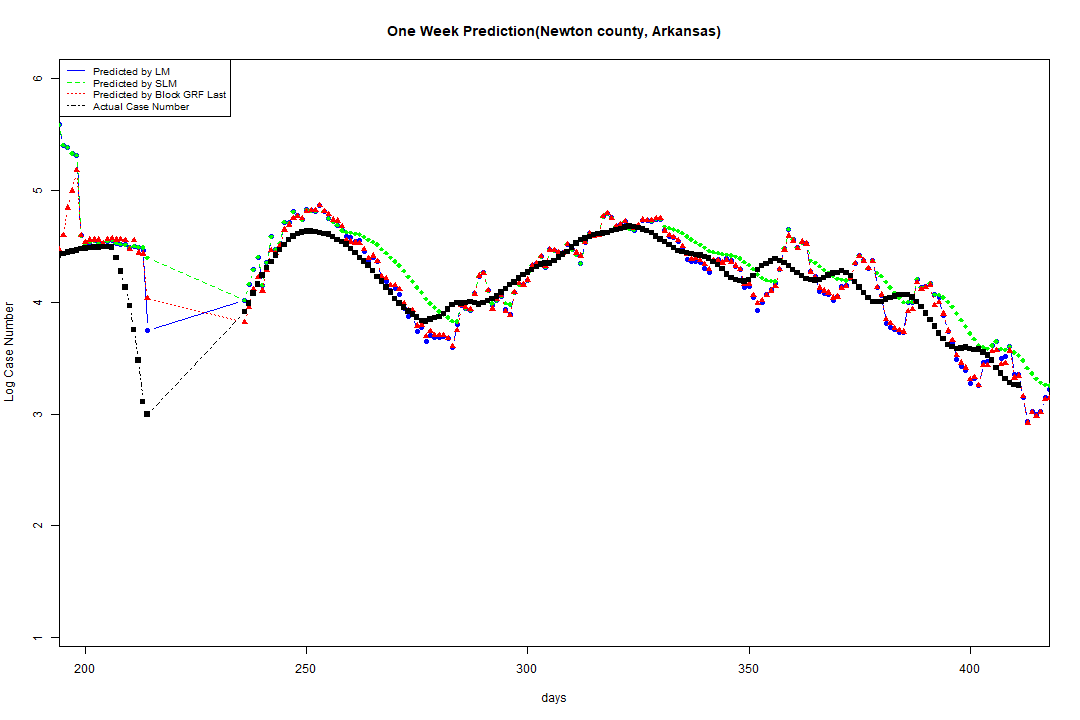 One Week Prediction(Newton county, Arkansas)
Predicted by LM
Predicted by SLM
Predicted by Block GRF Last
Actual Case Number
6
5
4
3
2
1
Log Case Number
200 250 300 350 400
days